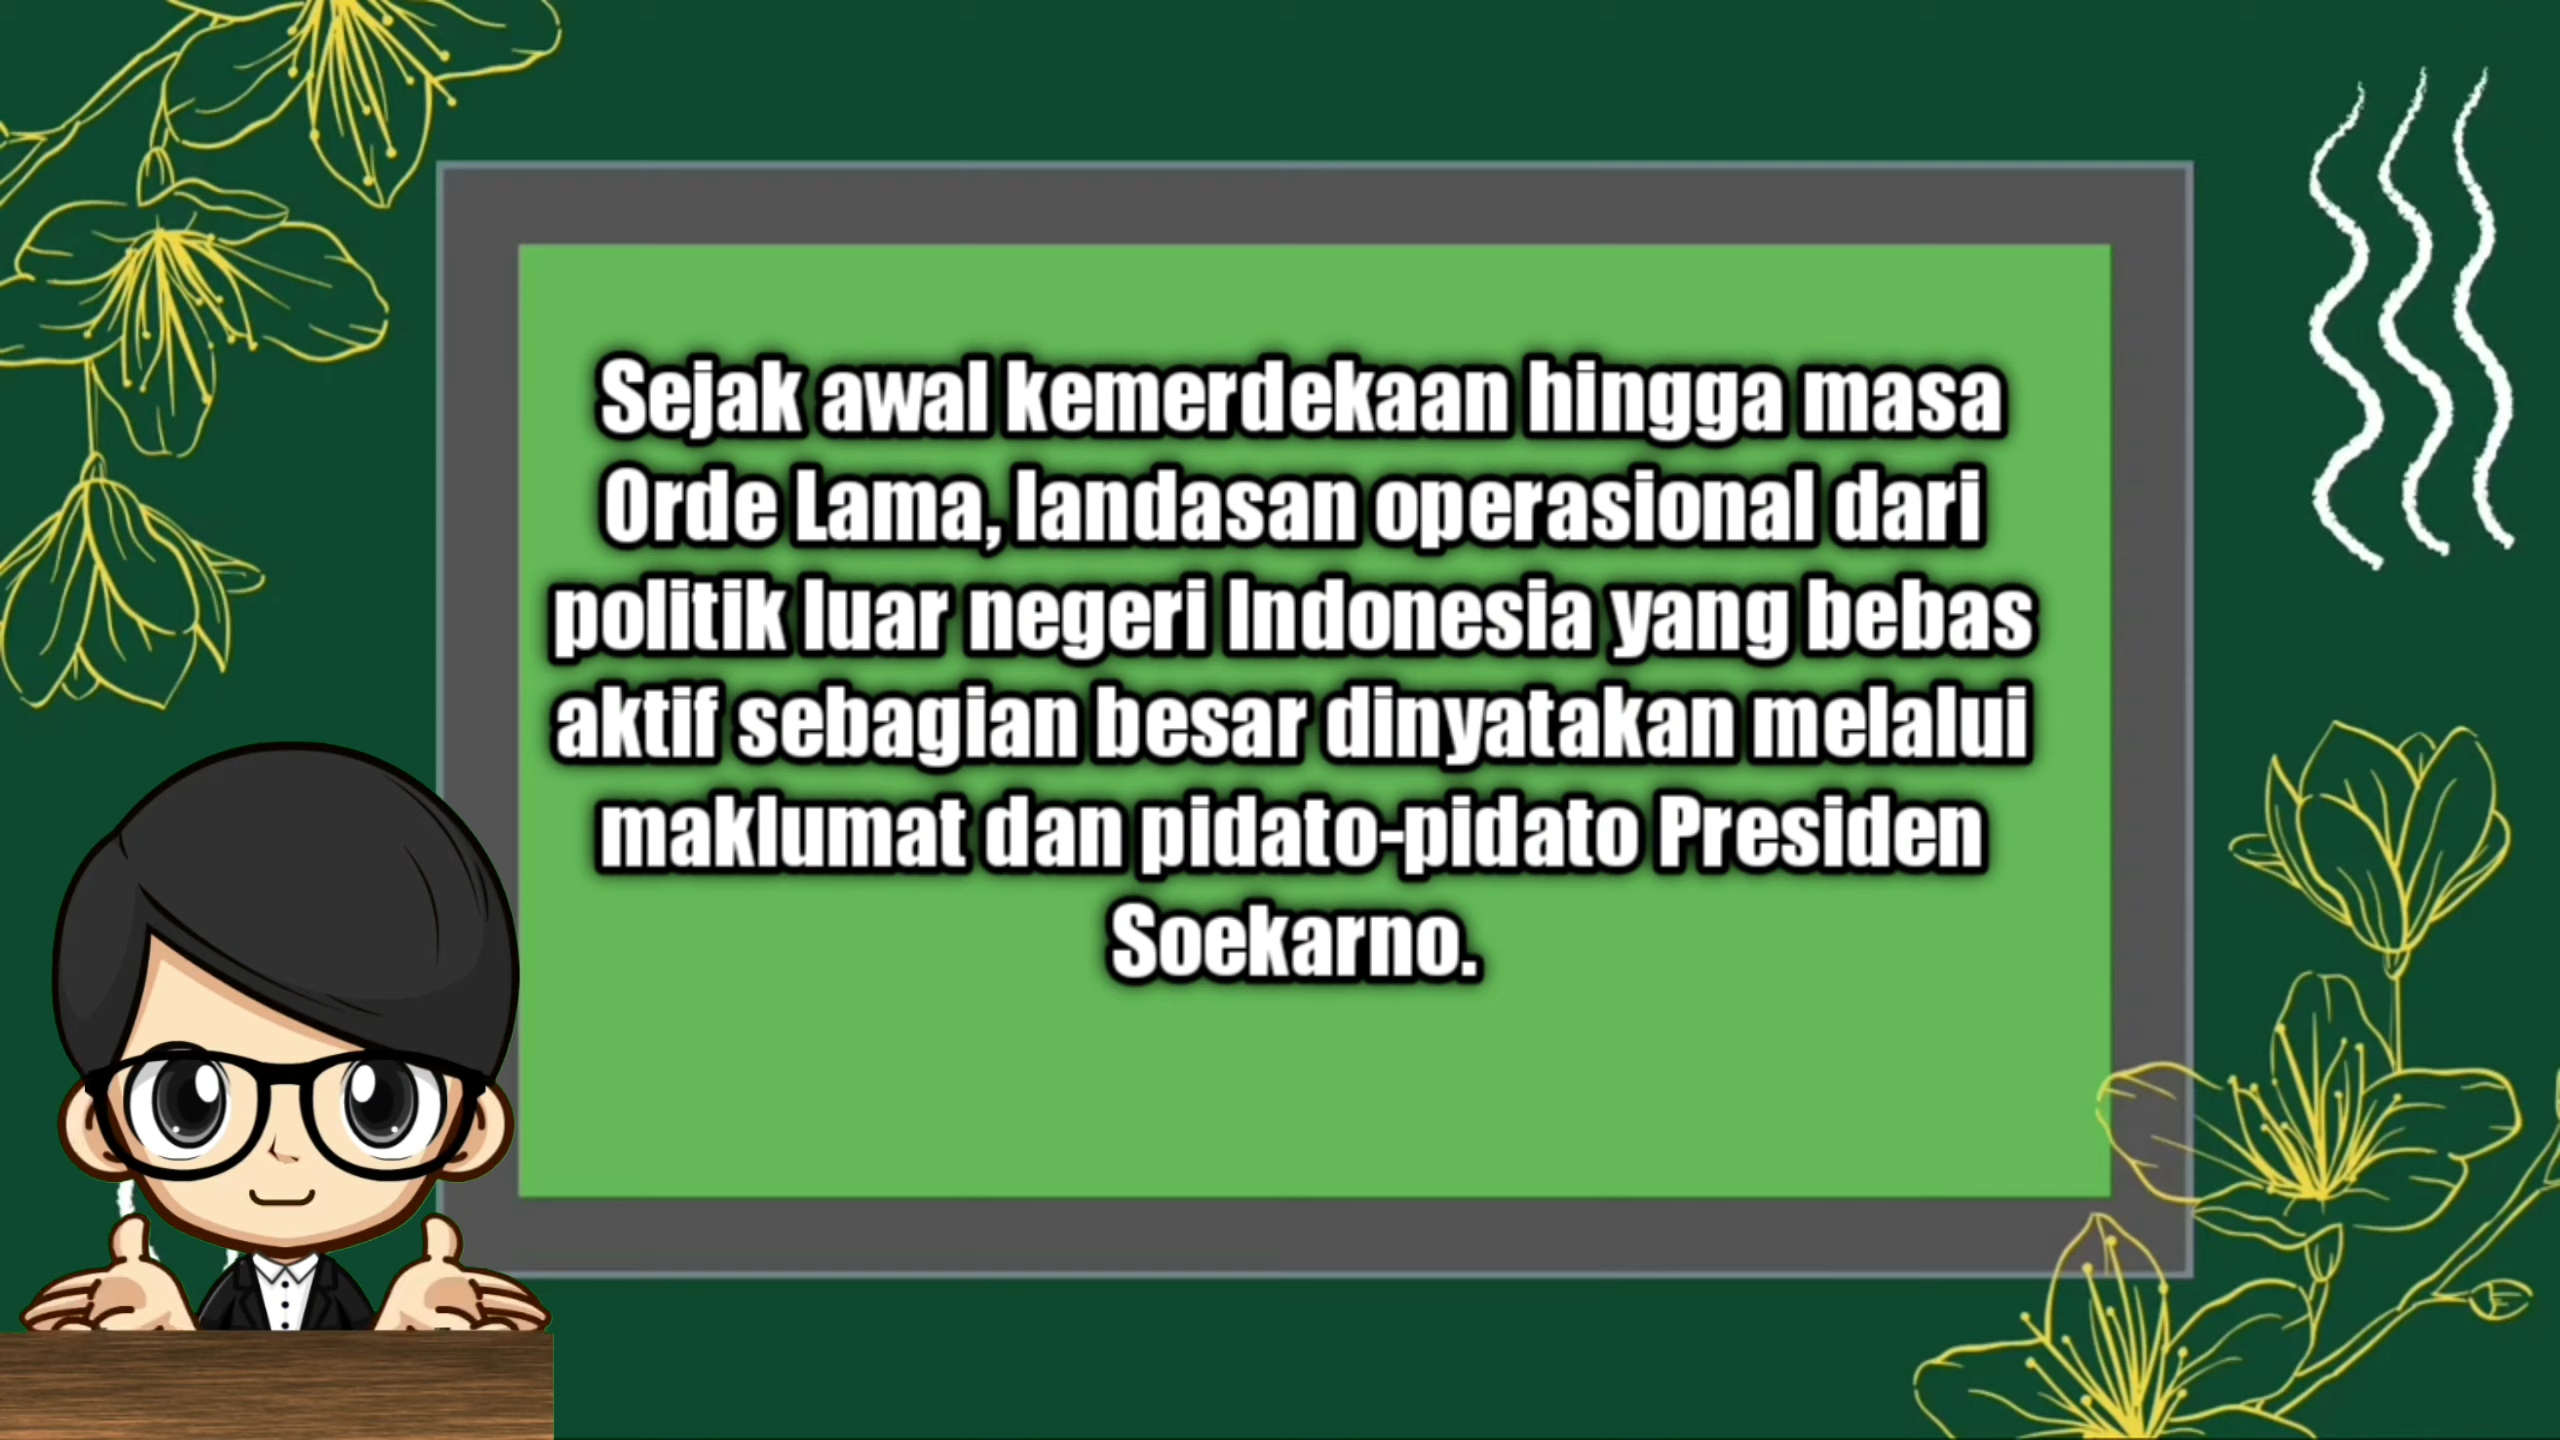 Sejak awal kemerdekaan hingga masa
Orde Lama, landasan operasional dari
politik luar negeri Indonesia yang bebas
aktif sebagian besar dinyatakan melalui
maklumat dan pidato-pidato Presiden
Soekarno.